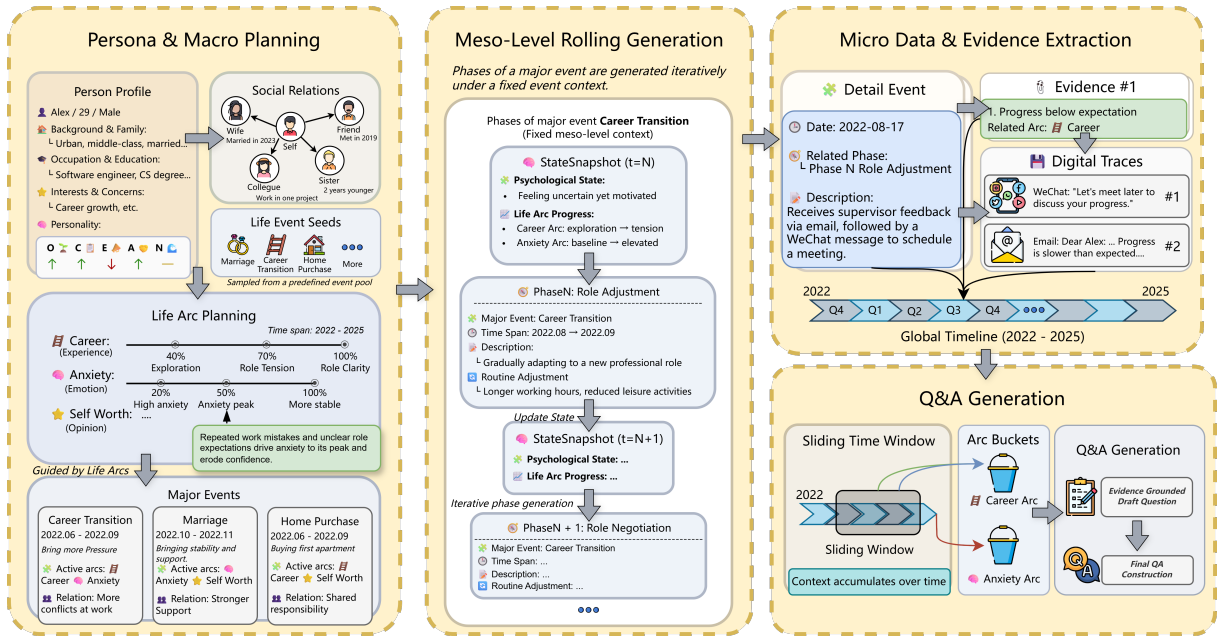 Persona & Macro Planning
Person Profile
Alex / 29 / Male
Background & Family:
└ Urban, middle-class, married...
Occupation & Education:
└ Software engineer, CS degree...
Interests & Concerns:
└ Career growth, etc.
Personality:
O C E A N
↑ ↑ ↓ ↑ —
Social Relations
Wife
Married in 2023
Friend
Met in 2019
Self
Collegue
Work in one project
Sister
2 years younger
Life Event Seeds
Marriage
Career
Transition
Home
Purchase
More
Sampled from a predefined event pool
Life Arc Planning
Time span: 2022 - 2025
Career:
(Experience)
40%
Exploration
70%
Role Tension
100%
Role Clarity
Anxiety:
(Emotion)
20%
High anxiety
50%
Anxiety peak
100%
More stable
Self Worth:
(Opinion)
....
Repeated work mistakes and unclear role
expectations drive anxiety to its peak and
erode confidence.
Guided by Life Arcs
Major Events
Career Transition
2022.06 - 2022.09
Bring more Pressure
Active arcs:
Career Anxiety
Relation: More
conflicts at work
Marriage
2022.10 - 2022.11
Bringing stability and
support.
Active arcs:
Anxiety Self Worth
Relation: Stronger
Support
Home Purchase
2022.06 - 2022.09
Buying first apartment
Active arcs:
Career Self Worth
Relation: Shared
responsibility
Meso-Level Rolling Generation
Phases of a major event are generated iteratively
under a fixed event context.
Phases of major event Career Transition
(Fixed meso-level context)
StateSnapshot (t=N)
Psychological State:
• Feeling uncertain yet motivated
Life Arc Progress:
• Career Arc: exploration → tension
• Anxiety Arc: baseline → elevated
PhaseN: Role Adjustment
Major Event: Career Transition
Time Span: 2022.08 → 2022.09
Description:
└ Gradually adapting to a new professional role
Routine Adjustment
└ Longer working hours, reduced leisure activities
Update State
StateSnapshot (t=N+1)
Psychological State: ...
Life Arc Progress: ...
Iterative phase generation
PhaseN + 1: Role Negotiation
Major Event: Career Transition
Time Span: ...
Description: ...
Routine Adjustment: ...
Micro Data & Evidence Extraction
Detail Event
Date: 2022-08-17
Related Phase:
└ Phase N Role Adjustment
Description:
Receives supervisor feedback
via email, followed by a
WeChat message to schedule
a meeting.
Evidence #1
1. Progress below expectation
Related Arc: Career
Digital Traces
WeChat: "Let's meet later to
discuss your progress."
#1
Email: Dear Alex: ... Progress
is slower than expected....
#2
2022
2025
Q4 Q1 Q2 Q3 Q4
Global Timeline (2022 - 2025)
Q&A Generation
Sliding Time Window
2022
Sliding Window
Context accumulates over time
Arc Buckets
Career Arc
Anxiety Arc
Q&A Generation
Evidence Grounded
Draft Question
Q A
Final QA
Construction